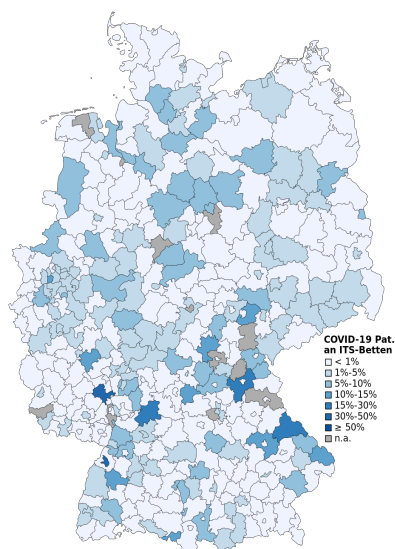 COVID-19 Pat.
an ITS-Betten
< 1%
1%-5%
5%-10%
10%-15%
15%-30%
30%-50%
≥ 50%
n.a.